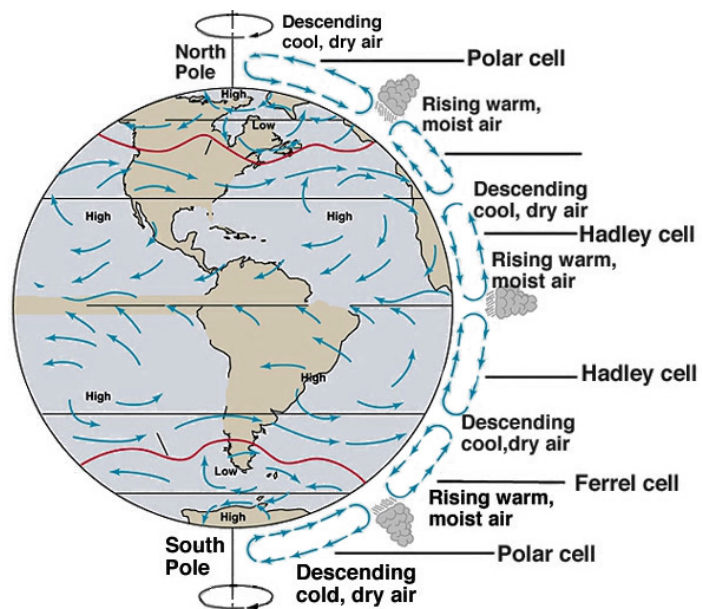 Descending
cool, dry air
North
Pole
Polar cell
High
Rising warm,
moist air
Low
Descending
cool, dry air
High
High
Hadley cell
Rising warm,
moist air
High
High
Hadley cell
Descending
cool,dry air
Low
Ferrel cell
Rising warm,
moist air
High
South
Pole
Polar cell
Descending
cold, dry air